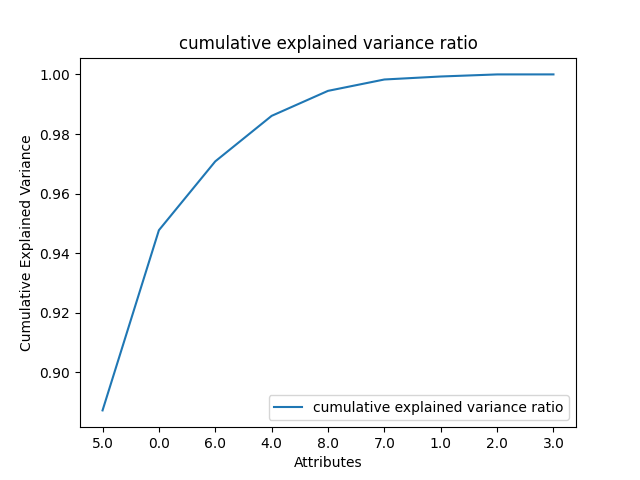 cumulative explained variance ratio
Cumulative Explained Variance
1.00
0.98
0.96
0.94
0.92
0.90
cumulative explained variance ratio
5.0 0.0 6.0 4.0 8.0 7.0 1.0 2.0 3.0
Attributes